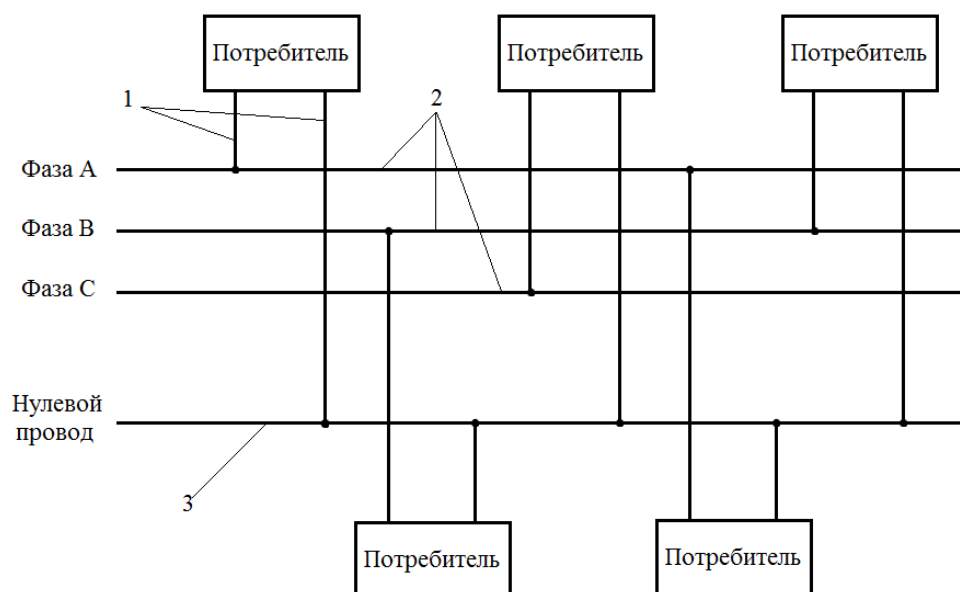 Потребитель
Потребитель
Потребитель
1
2
Фаза А
Фаза В
Фаза С
Нулевой
провод
3
Потребитель
Потребитель